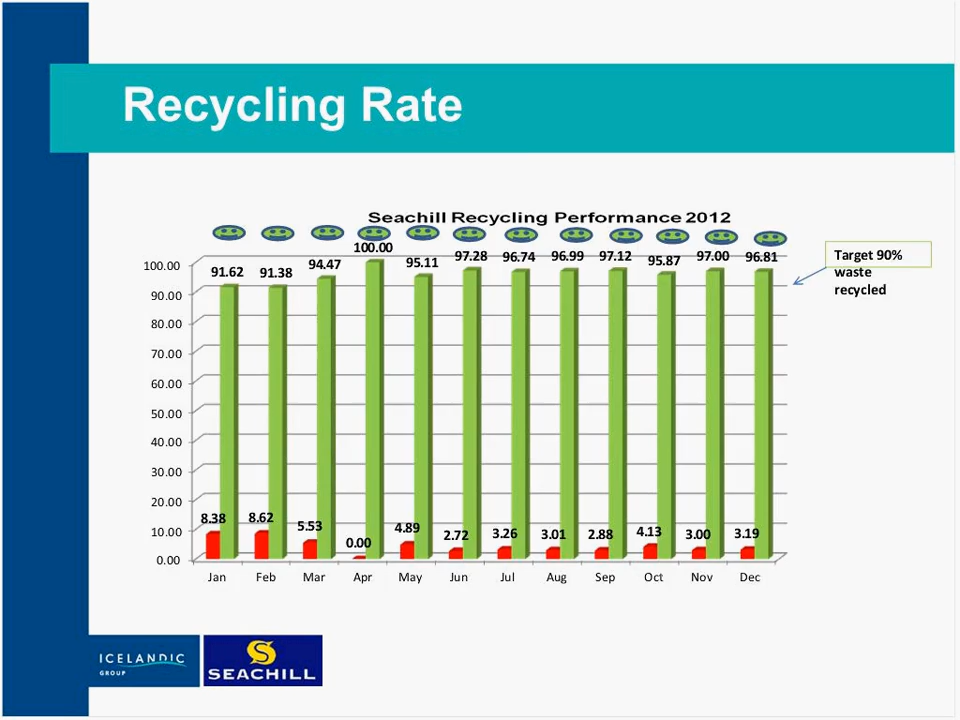 Recycling Rate
Seachill Recycling Performance 2012
100.00
91.62 91.38 94.47 100.00 95.11 97.28 96.74 96.99 97.12 95.87 97.00 96.81
Target 90%
waste
recycled
90.00
80.00
70.00
60.00
50.00
40.00
30.00
20.00
10.00
0.00
8.38 8.62 5.53 0.00 4.89 2.72 3.26 3.01 2.88 4.13 3.00 3.19
Jan Feb Mar Apr May Jun Jul Aug Sep Oct Nov Dec
ICELANDIC
GROUP
SEACHILL